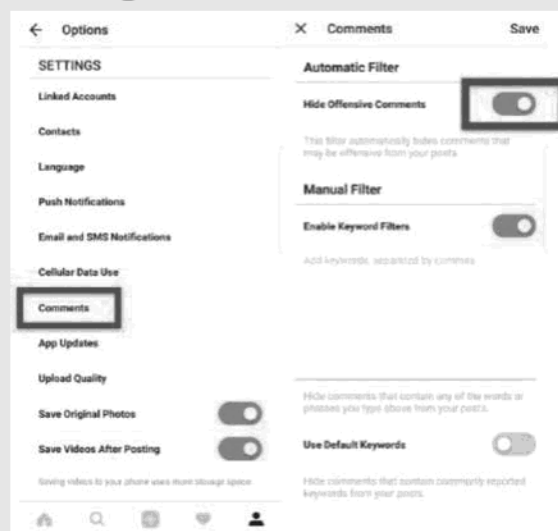 Options
SETTINGS
Linked Accounts
Contacts
Language
Push Notifications
Email and SMS Notifications
Cellular Data Use
Comments
App Updates
Upload Quality
Save Original Photos
Save Videos After Posting
Saving videos to your phone uses more storage space.
Comments Save
Automatic Filter
Hide Offensive Comments
This filter automatically hides comments that
may be offensive from your posts.
Manual Filter
Enable Keyword Filters
Add keywords, separated by commas
Hide comments that contain any of the words or
phrases you type above from your posts.
Use Default Keywords
Hide comments that contain commonly reported
keywords from your posts.